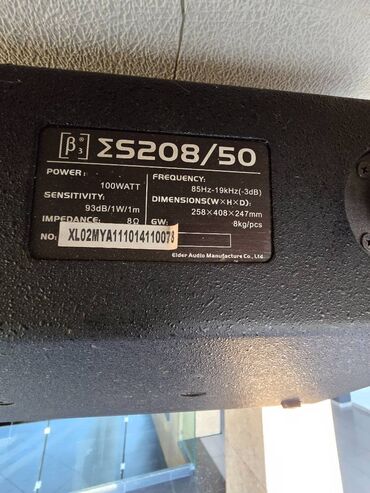 [β3]® ΣS208/50
POWER:
100WATT
SENSITIVITY:
93dB/1W/1m
IMPEDANCE: 8Ω
NO: XL02MYA111014110078
FREQUENCY:
85Hz-19kHz(-3dB)
DIMENSIONS(W×H×D):
258×408×247mm
GW: 8kg/pcs
Elder Audio Manufacture Co., Ltd.